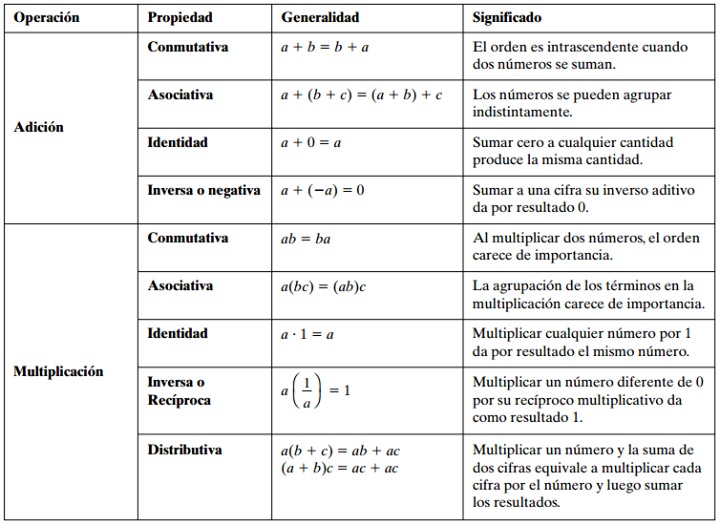 Operación Propiedad Generalidad Significado
Adición
Conmutativa a + b = b + a El orden es intrascendente cuando
dos números se suman.
Asociativa a + (b + c) = (a + b) + c Los números se pueden agrupar
indistintamente.
Identidad a + 0 = a Sumar cero a cualquier cantidad
produce la misma cantidad.
Inversa o negativa a + (−a) = 0 Sumar a una cifra su inverso aditivo
da por resultado 0.
Multiplicación
Conmutativa ab = ba Al multiplicar dos números, el orden
carece de importancia.
Asociativa a(bc) = (ab)c La agrupación de los términos en la
multiplicación carece de importancia.
Identidad a · 1 = a Multiplicar cualquier número por 1
da por resultado el mismo número.
Inversa o a(1/a) = 1 Multiplicar un número diferente de 0
Recíproca por su recíproco multiplicativo da
como resultado 1.
Distributiva a(b + c) = ab + ac Multiplicar un número y la suma de
(a + b)c = ac + ac dos cifras equivale a multiplicar cada
cifra por el número y luego sumar
los resultados.